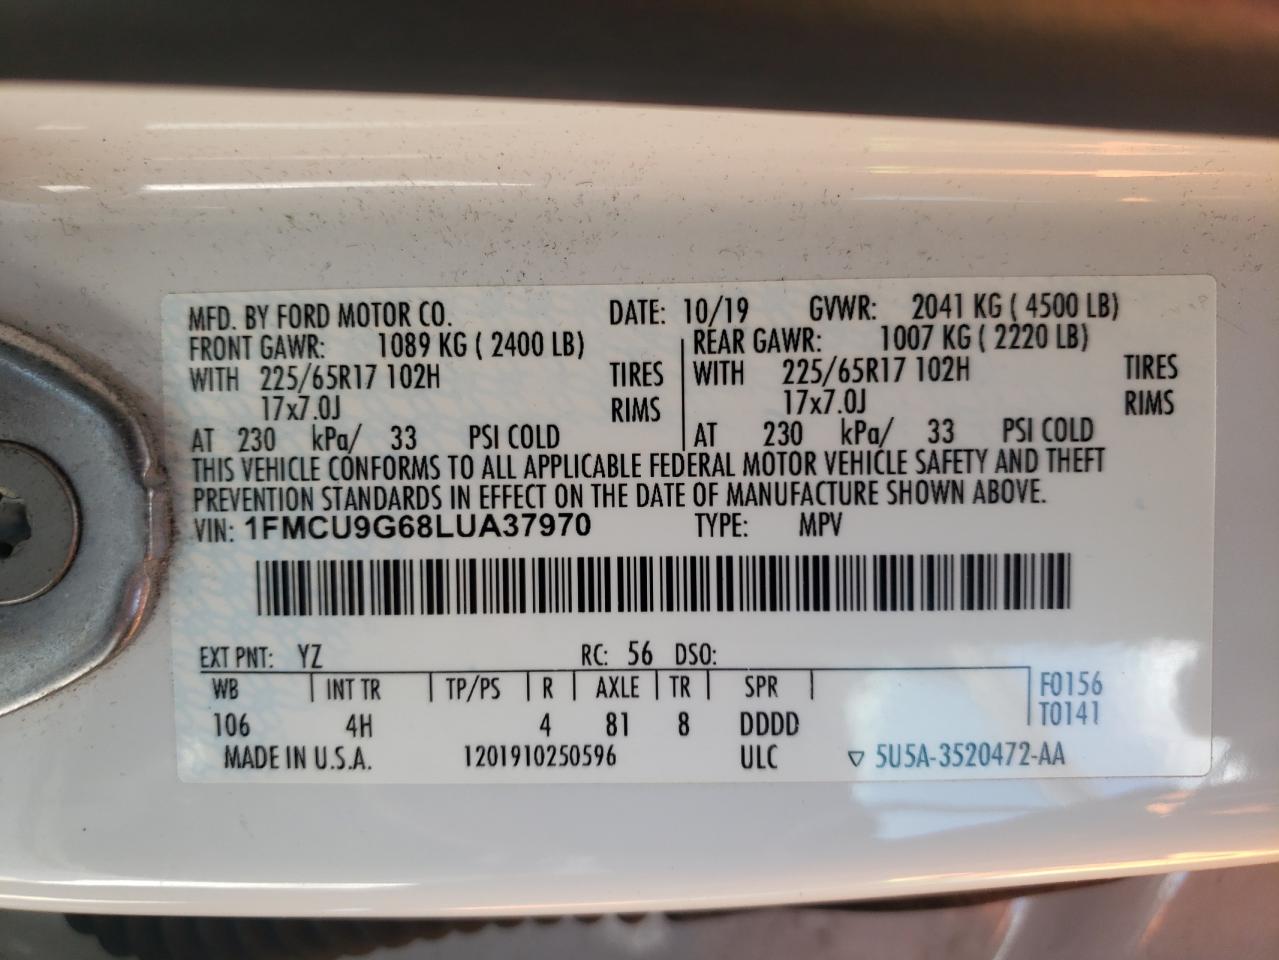 MFD. BY FORD MOTOR CO. DATE: 10/19 GVWR: 2041 KG ( 4500 LB)
FRONT GAWR: 1089 KG ( 2400 LB) REAR GAWR: 1007 KG ( 2220 LB)
WITH 225/65R17 102H TIRES WITH 225/65R17 102H TIRES
17x7.0J RIMS 17x7.0J RIMS
AT 230 kPa/ 33 PSI COLD AT 230 kPa/ 33 PSI COLD
THIS VEHICLE CONFORMS TO ALL APPLICABLE FEDERAL MOTOR VEHICLE SAFETY AND THEFT
PREVENTION STANDARDS IN EFFECT ON THE DATE OF MANUFACTURE SHOWN ABOVE.
VIN: 1FMCU9G68LUA37970 TYPE: MPV
EXT PNT: YZ RC: 56 DSO:
WB INT TR TP/PS R AXLE TR SPR F0156
106 4H 4 81 8 DDDD T0141
MADE IN U.S.A. 1201910250596 ULC ▽ 5U5A-3520472-AA